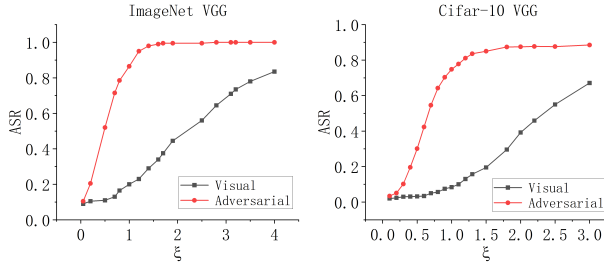 ImageNet VGG
ASR
1.0
0.8
0.6
0.4
0.2
0.0
0
1
2
3
4
ξ
Visual
Adversarial
Cifar-10 VGG
ASR
1.0
0.8
0.6
0.4
0.2
0.0
0.0
0.5
1.0
1.5
2.0
2.5
3.0
ξ
Visual
Adversarial